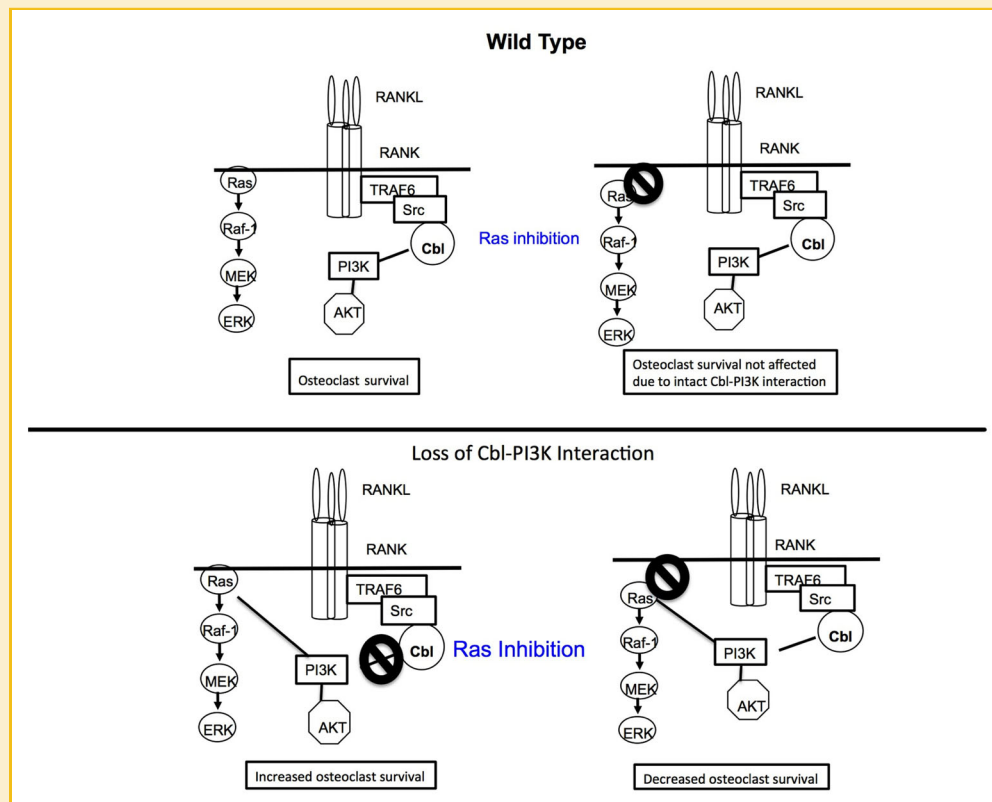 Wild Type
RANKL
RANK
Ras
TRAF6
Src
Raf-1
Cbl
PI3K
MEK
AKT
ERK
Osteoclast survival
Ras inhibition
RANKL
RANK
Ras
TRAF6
Src
Raf-1
Cbl
PI3K
MEK
AKT
ERK
Osteoclast survival not affected
due to intact Cbl-PI3K interaction
Loss of Cbl-PI3K Interaction
RANKL
RANK
Ras
TRAF6
Src
Raf-1
Cbl
PI3K
MEK
AKT
ERK
Increased osteoclast survival
Ras Inhibition
RANKL
RANK
Ras
TRAF6
Src
Raf-1
Cbl
PI3K
MEK
AKT
ERK
Decreased osteoclast survival